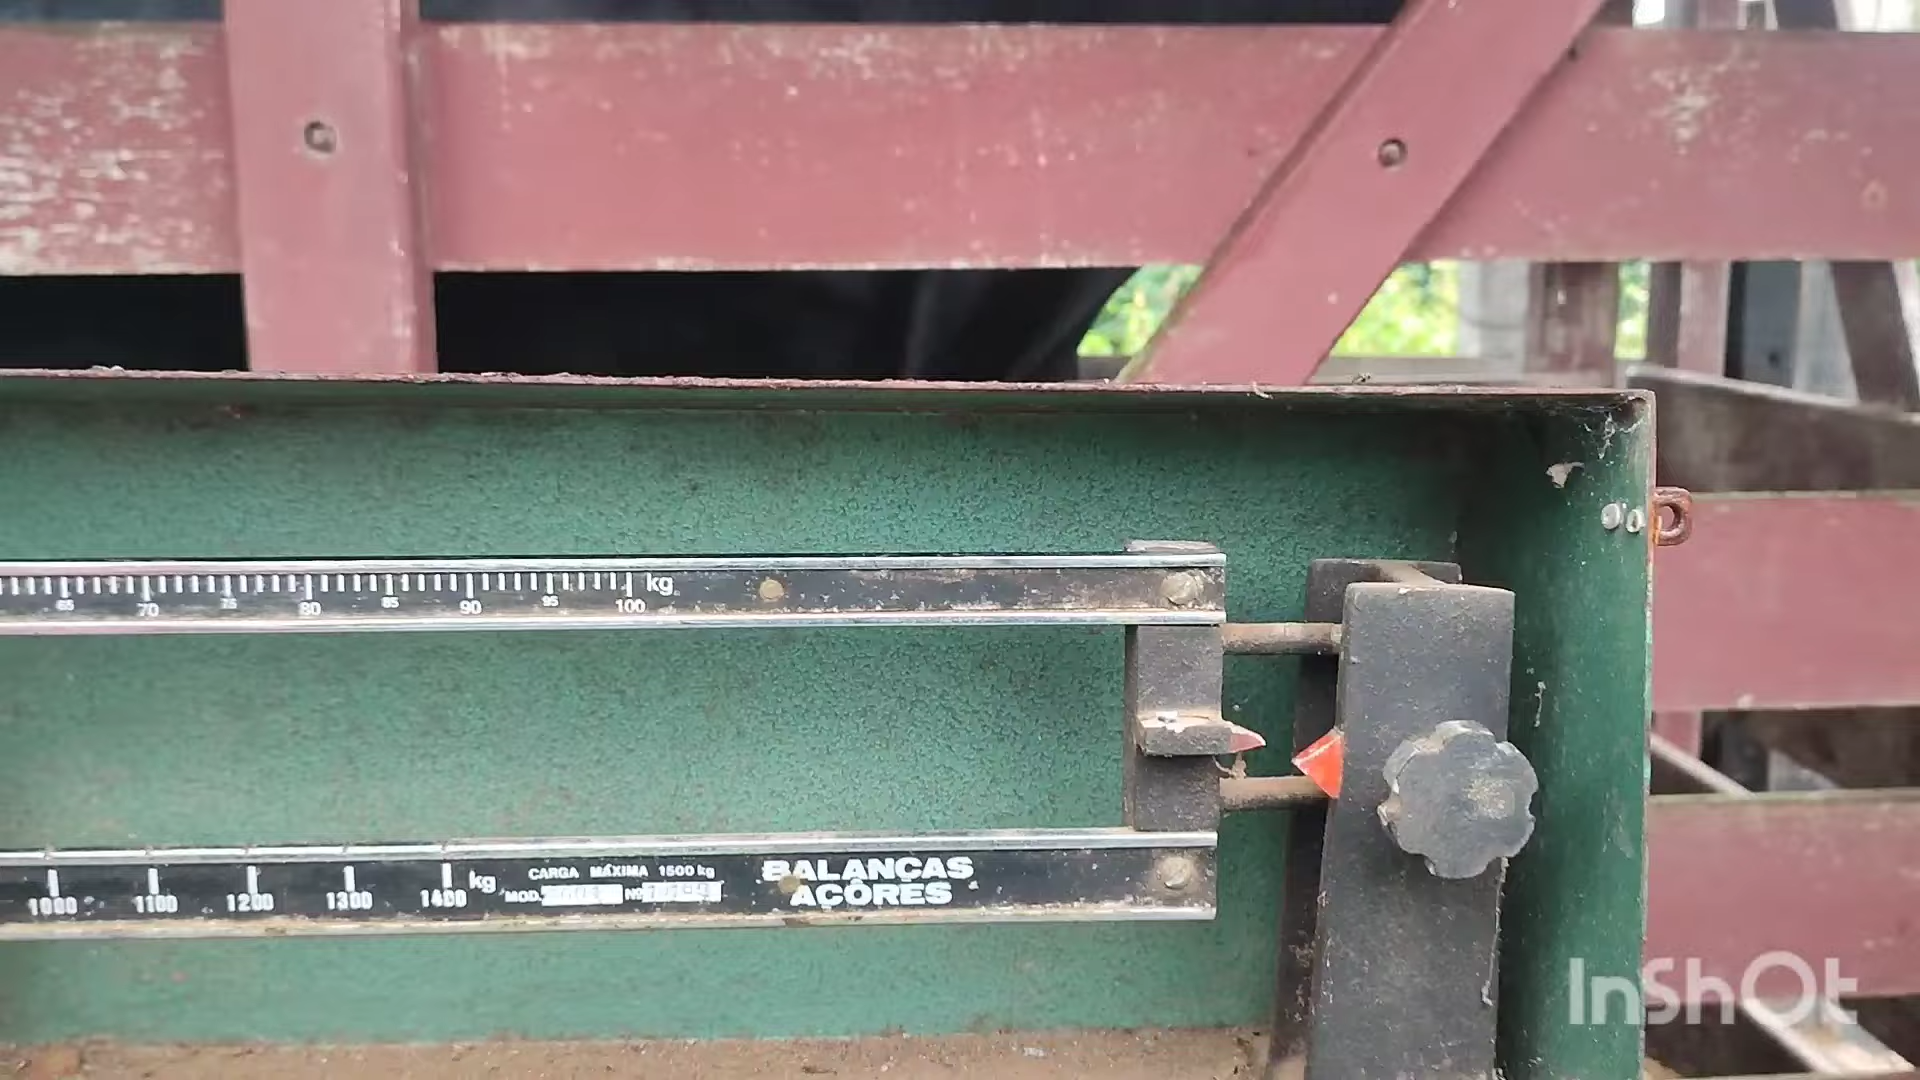 65 70 75 80 85 90 95 100 kg
1000 1100 1200 1300 1400 kg
CARGA MÁXIMA 1500 kg
MOD. Nº
BALANÇAS
AÇÔRES
InShOt